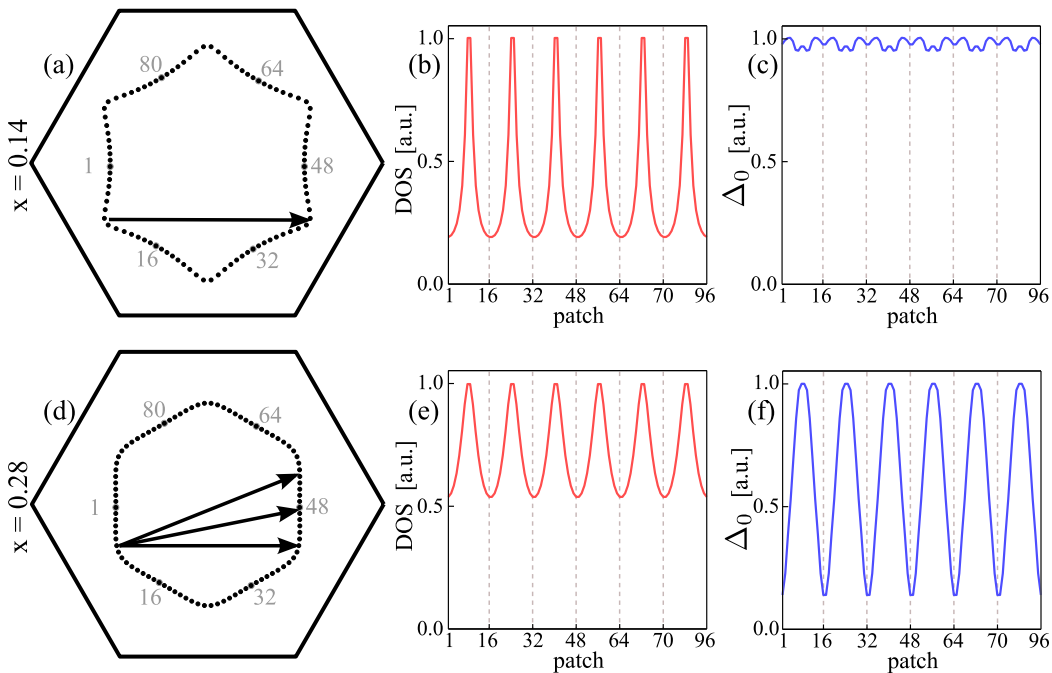 x = 0.14
(a)
80
64
1
48
16
32
DOS [a.u.]
(b)
1.0
0.5
0.0
1 16 32 48 64 70 96
patch
Δ0 [a.u.]
(c)
1.0
0.5
0.0
1 16 32 48 64 70 96
patch
x = 0.28
(d)
80
64
1
48
16
32
DOS [a.u.]
(e)
1.0
0.5
0.0
1 16 32 48 64 70 96
patch
Δ0 [a.u.]
(f)
1.0
0.5
0.0
1 16 32 48 64 70 96
patch